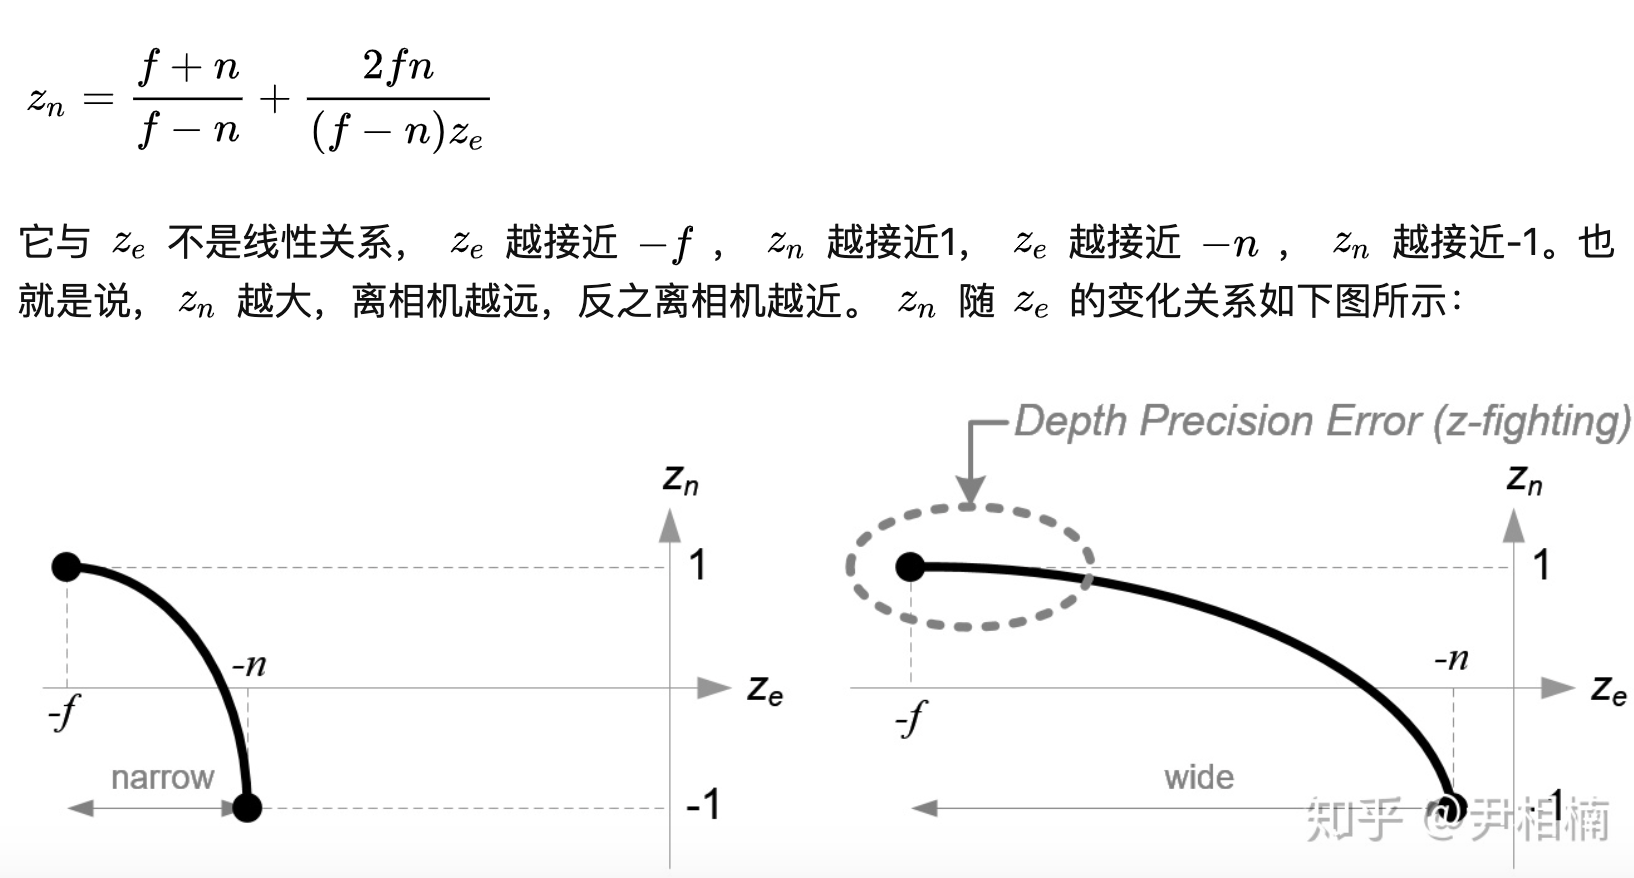 z_n = \frac{f+n}{f-n} + \frac{2fn}{(f-n)z_e}
它与 z_e 不是线性关系， z_e 越接近 −f ， z_n 越接近1， z_e 越接近 −n ， z_n 越接近-1。也
就是说， z_n 越大，离相机越远，反之离相机越近。 z_n 随 z_e 的变化关系如下图所示：
Depth Precision Error (z-fighting)
z_n
1
-n
z_e
-f
narrow
-1
z_n
1
-n
z_e
-f
wide
-1
知乎 @尹相楠